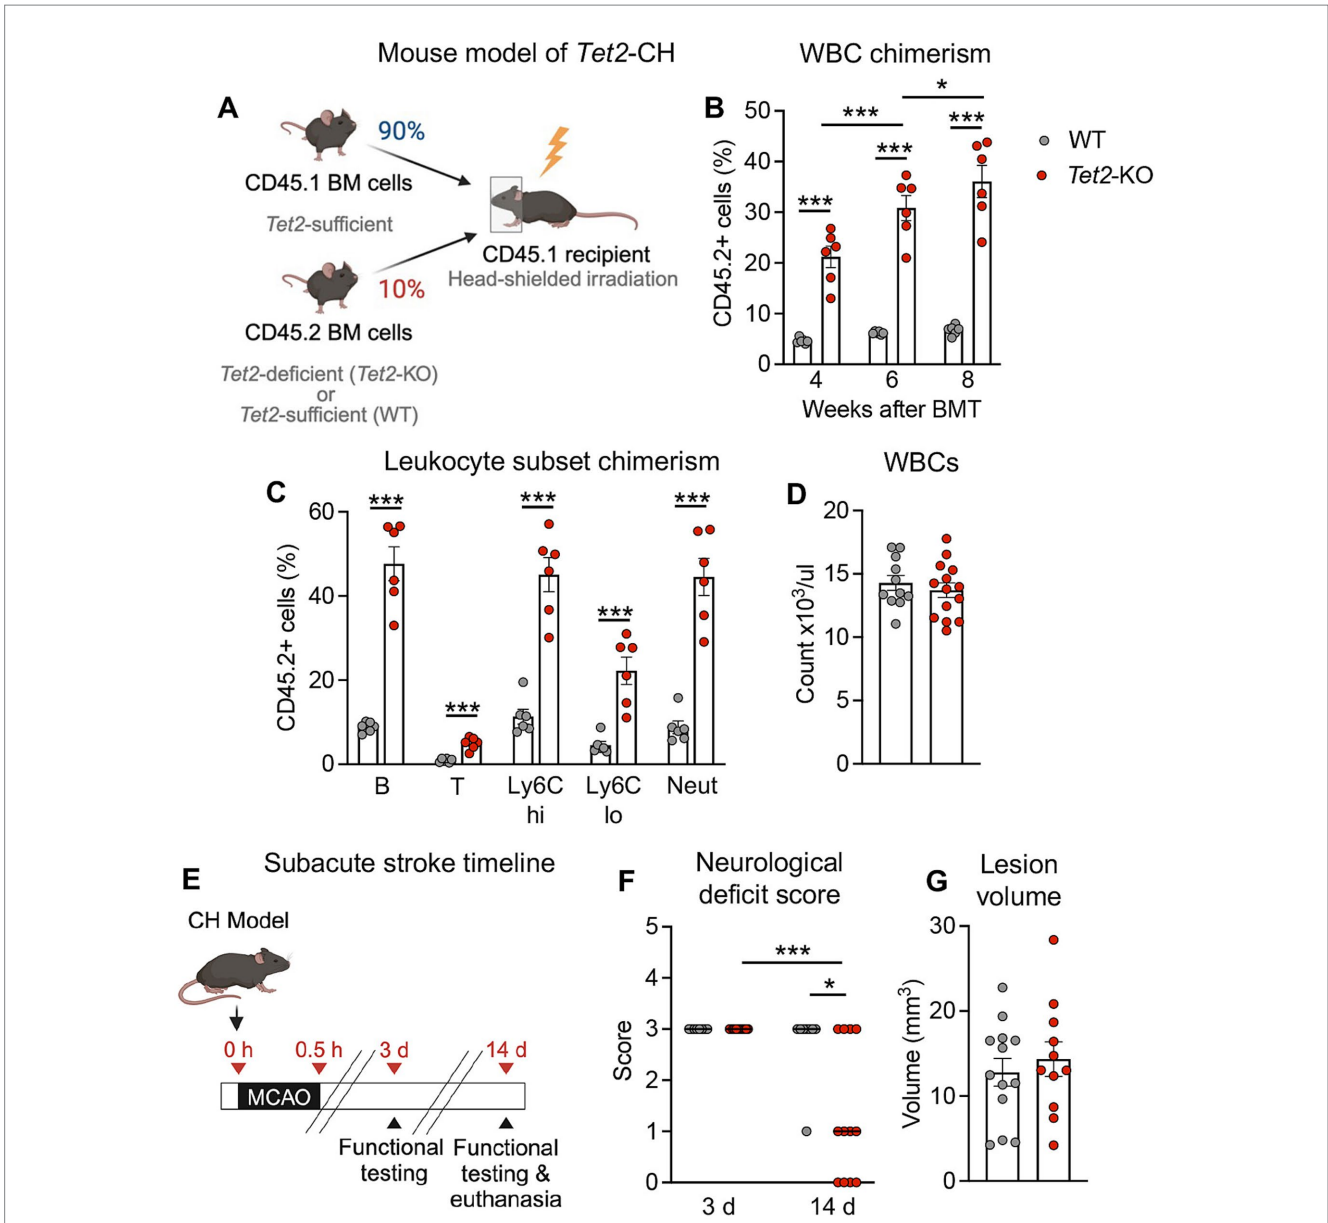 Mouse model of Tet2-CH
A
90%
CD45.1 BM cells
Tet2-sufficient
10%
CD45.2 BM cells
Tet2-deficient (Tet2-KO)
or
Tet2-sufficient (WT)
CD45.1 recipient
Head-shielded irradiation
WBC chimerism
B
CD45.2+ cells (%)
50
40
30
20
10
0
***
***
***
***
*
4 6 8
Weeks after BMT
WT
Tet2-KO
Leukocyte subset chimerism
C
CD45.2+ cells (%)
60
40
20
0
***
***
***
***
***
B T Ly6C hi Ly6C lo Neut
WBCs
D
Count x10³/ul
20
15
10
5
0
Subacute stroke timeline
E
CH Model
0 h 0.5 h 3 d 14 d
MCAO
Functional
testing
Functional
testing &
euthanasia
Neurological
deficit score
F
Score
5
4
3
2
1
0
***
*
3 d 14 d
Lesion
volume
G
Volume (mm³)
30
20
10
0